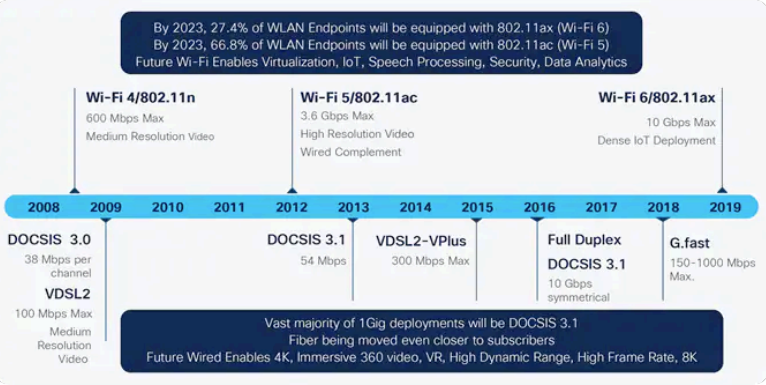 By 2023, 27.4% of WLAN Endpoints will be equipped with 802.11ax (Wi-Fi 6)
By 2023, 66.8% of WLAN Endpoints will be equipped with 802.11ac (Wi-Fi 5)
Future Wi-Fi Enables Virtualization, IoT, Speech Processing, Security, Data Analytics
Wi-Fi 4/802.11n
600 Mbps Max
Medium Resolution Video
Wi-Fi 5/802.11ac
3.6 Gbps Max
High Resolution Video
Wired Complement
Wi-Fi 6/802.11ax
10 Gbps Max
Dense IoT Deployment
2008 2009 2010 2011 2012 2013 2014 2015 2016 2017 2018 2019
DOCSIS 3.0
38 Mbps per
channel
VDSL2
100 Mbps Max
Medium
Resolution
Video
DOCSIS 3.1
54 Mbps
VDSL2-VPlus
300 Mbps Max
Full Duplex
DOCSIS 3.1
10 Gbps
symmetrical
G.fast
150-1000 Mbps
Max.
Vast majority of 1Gig deployments will be DOCSIS 3.1
Fiber being moved even closer to subscribers
Future Wired Enables 4K, Immersive 360 video, VR, High Dynamic Range, High Frame Rate, 8K